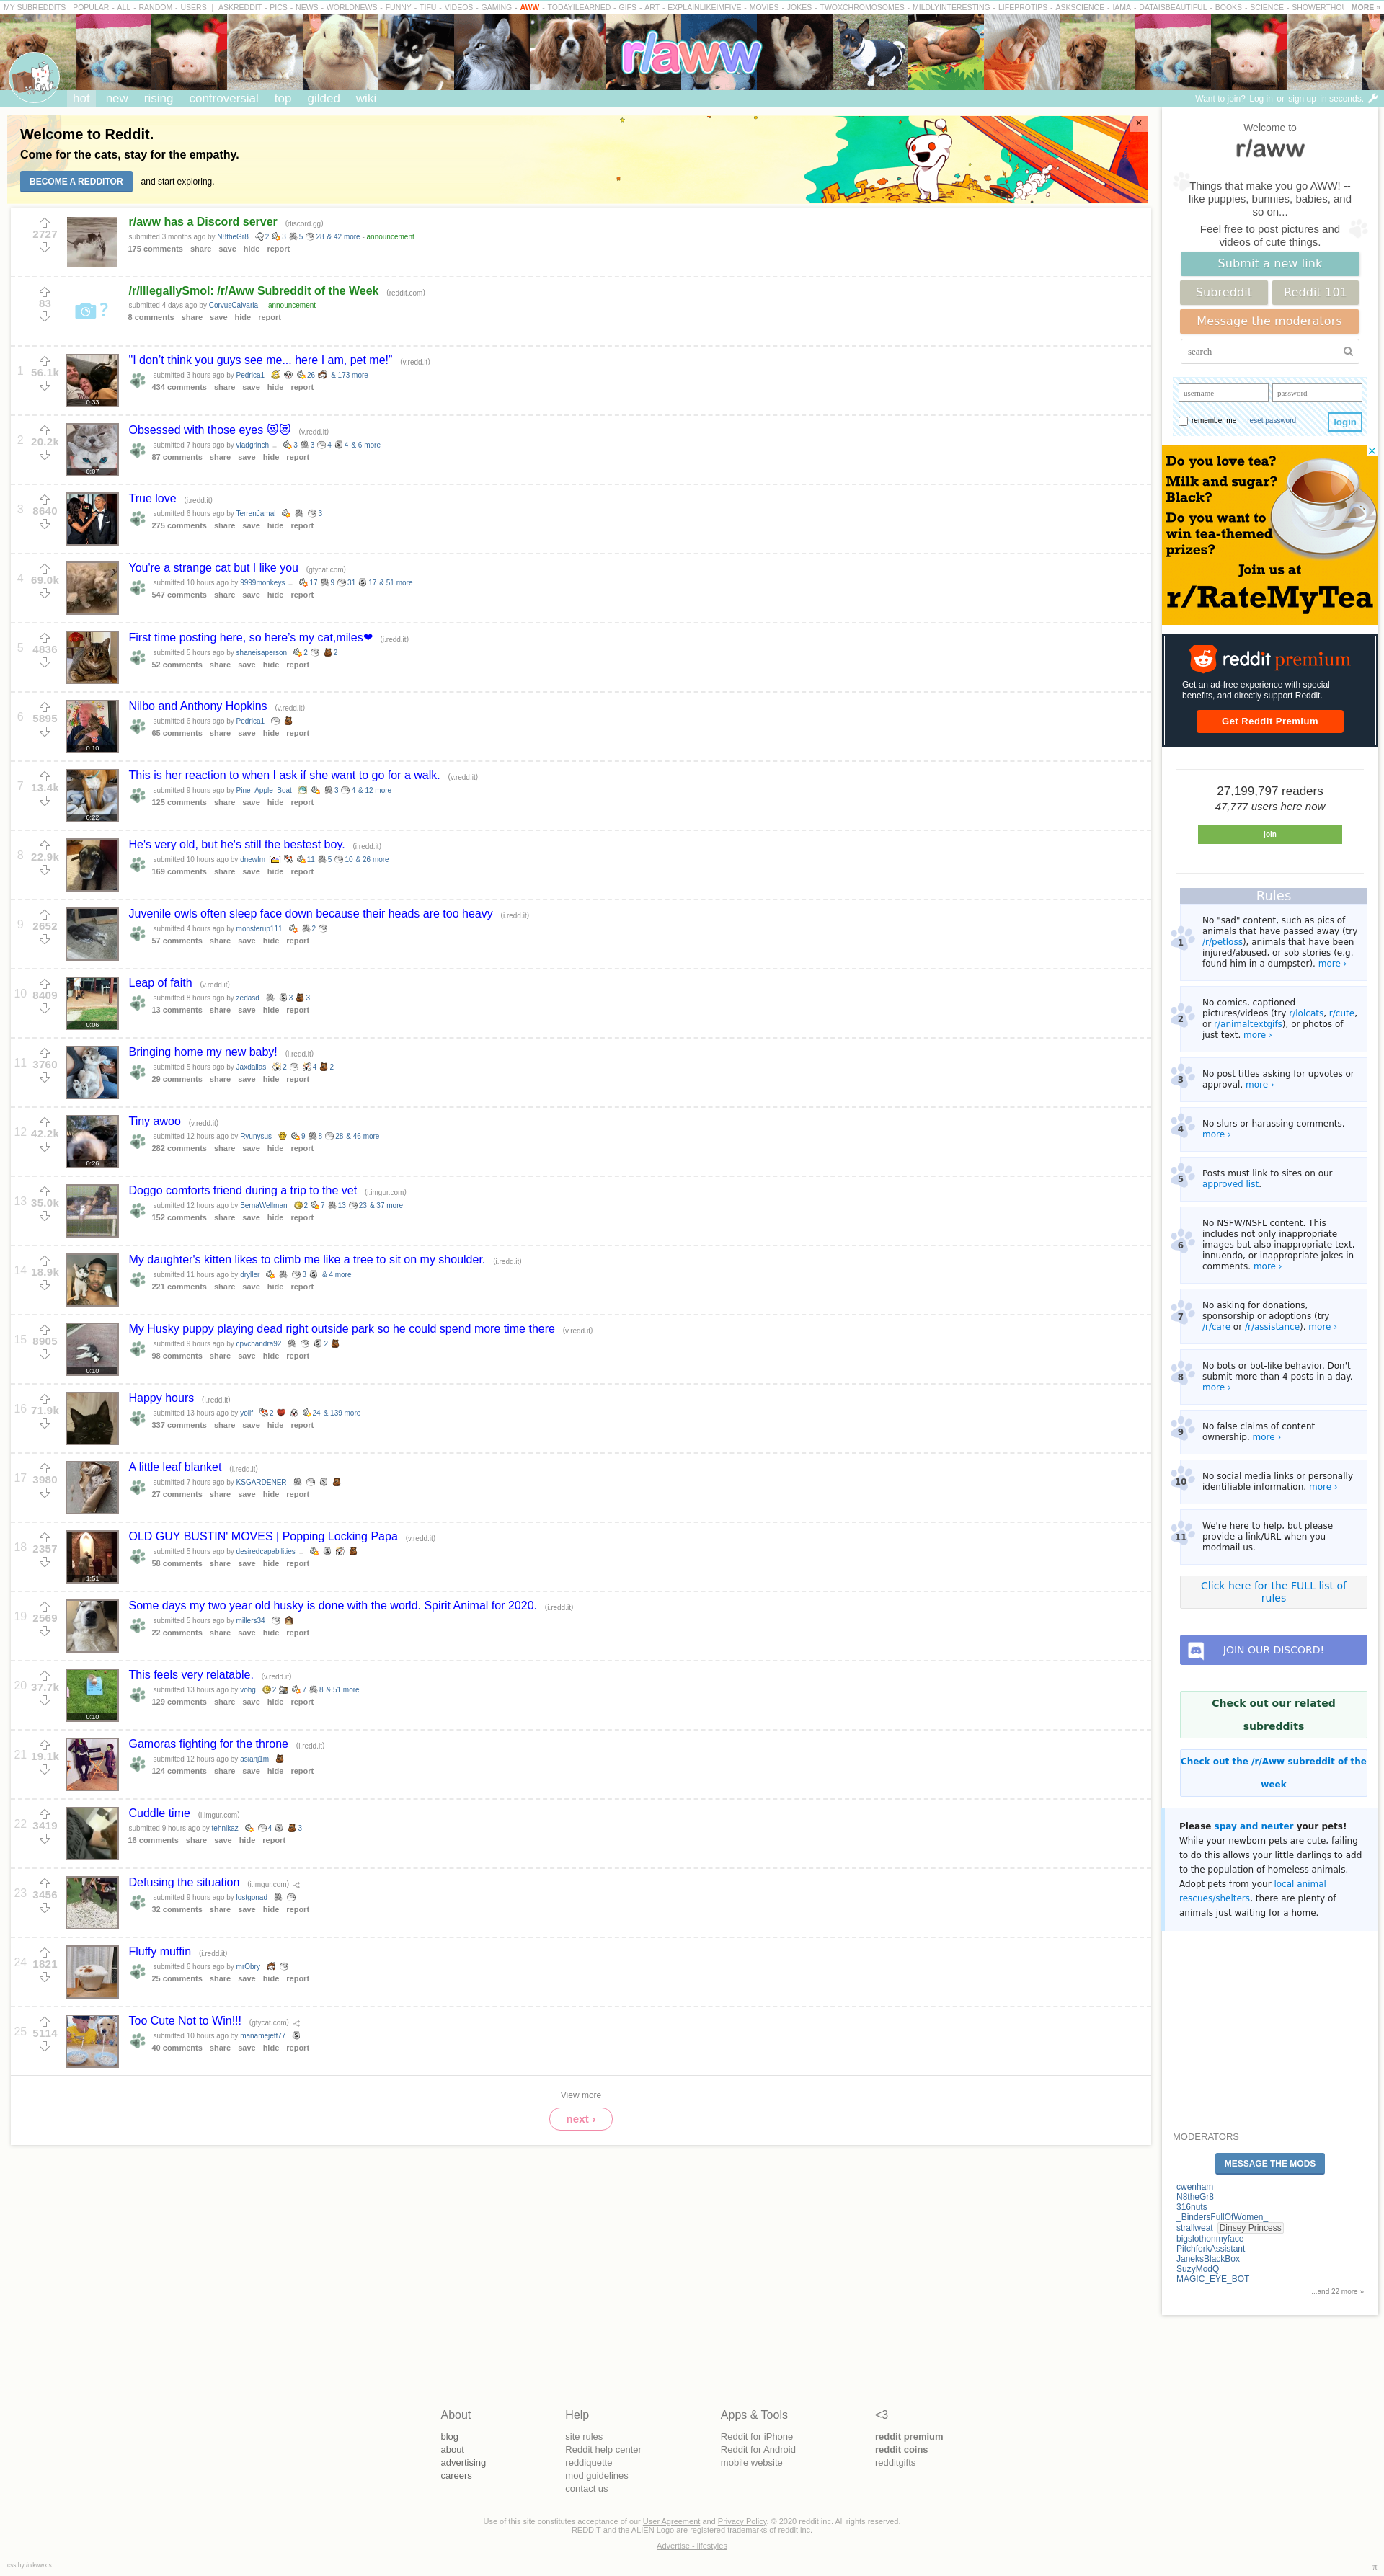 MY SUBREDDITS POPULAR - ALL - RANDOM - USERS | ASKREDDIT - PICS - NEWS - WORLDNEWS - FUNNY - TIFU - VIDEOS - GAMING - AWW - TODAYILEARNED - GIFS - ART - EXPLAINLIKEIMFIVE - MOVIES - JOKES - TWOXCHROMOSOMES - MILDLYINTERESTING - LIFEPROTIPS - ASKSCIENCE - IAMA - DATAISBEAUTIFUL - BOOKS - SCIENCE - SHOWERTHOU MORE »
r/aww
hot new rising controversial top gilded wiki
Want to join? Log in or sign up in seconds.
Welcome to Reddit.
Come for the cats, stay for the empathy.
BECOME A REDDITOR and start exploring.
×
2727
r/aww has a Discord server (discord.gg)
submitted 3 months ago by N8theGr8 2 3 5 28 & 42 more - announcement
175 comments share save hide report
83
/r/IllegallySmol: /r/Aww Subreddit of the Week (reddit.com)
submitted 4 days ago by CorvusCalvaria - announcement
8 comments share save hide report
1 56.1k 0:33
"I don't think you guys see me... here I am, pet me!" (v.redd.it)
submitted 3 hours ago by Pedrica1 26 & 173 more
434 comments share save hide report
2 20.2k 0:07
Obsessed with those eyes 😻😻 (v.redd.it)
submitted 7 hours ago by vladgrinch .. 3 3 4 4 & 6 more
87 comments share save hide report
3 8640
True love (i.redd.it)
submitted 6 hours ago by TerrenJamal 3
275 comments share save hide report
4 69.0k
You're a strange cat but I like you (gfycat.com)
submitted 10 hours ago by 9999monkeys .. 17 9 31 17 & 51 more
547 comments share save hide report
5 4836
First time posting here, so here's my cat,miles❤ (i.redd.it)
submitted 5 hours ago by shaneisaperson 2 2
52 comments share save hide report
6 5895 0:10
Nilbo and Anthony Hopkins (v.redd.it)
submitted 6 hours ago by Pedrica1
65 comments share save hide report
7 13.4k 0:22
This is her reaction to when I ask if she want to go for a walk. (v.redd.it)
submitted 9 hours ago by Pine_Apple_Boat 3 4 & 12 more
125 comments share save hide report
8 22.9k
He's very old, but he's still the bestest boy. (i.redd.it)
submitted 10 hours ago by dnewfm 11 5 10 & 26 more
169 comments share save hide report
9 2652
Juvenile owls often sleep face down because their heads are too heavy (i.redd.it)
submitted 4 hours ago by monsterup111 2
57 comments share save hide report
10 8409 0:06
Leap of faith (v.redd.it)
submitted 8 hours ago by zedasd 3 3
13 comments share save hide report
11 3760
Bringing home my new baby! (i.redd.it)
submitted 5 hours ago by Jaxdallas 2 4 2
29 comments share save hide report
12 42.2k 0:26
Tiny awoo (v.redd.it)
submitted 12 hours ago by Ryunysus 9 8 28 & 46 more
282 comments share save hide report
13 35.0k
Doggo comforts friend during a trip to the vet (i.imgur.com)
submitted 12 hours ago by BernaWellman 2 7 13 23 & 37 more
152 comments share save hide report
14 18.9k
My daughter's kitten likes to climb me like a tree to sit on my shoulder. (i.redd.it)
submitted 11 hours ago by dryller 3 & 4 more
221 comments share save hide report
15 8905 0:10
My Husky puppy playing dead right outside park so he could spend more time there (v.redd.it)
submitted 9 hours ago by cpvchandra92 2
98 comments share save hide report
16 71.9k
Happy hours (i.redd.it)
submitted 13 hours ago by yoilf 2 24 & 139 more
337 comments share save hide report
17 3980
A little leaf blanket (i.redd.it)
submitted 7 hours ago by KSGARDENER
27 comments share save hide report
18 2357 1:51
OLD GUY BUSTIN' MOVES | Popping Locking Papa (v.redd.it)
submitted 5 hours ago by desiredcapabilities ..
58 comments share save hide report
19 2569
Some days my two year old husky is done with the world. Spirit Animal for 2020. (i.redd.it)
submitted 5 hours ago by millers34
22 comments share save hide report
20 37.7k 0:10
This feels very relatable. (v.redd.it)
submitted 13 hours ago by vohg 2 7 8 & 51 more
129 comments share save hide report
21 19.1k
Gamoras fighting for the throne (i.redd.it)
submitted 12 hours ago by asianj1m
124 comments share save hide report
22 3419
Cuddle time (i.imgur.com)
submitted 9 hours ago by tehnikaz 4 3
16 comments share save hide report
23 3456
Defusing the situation (i.imgur.com)
submitted 9 hours ago by lostgonad
32 comments share save hide report
24 1821
Fluffy muffin (i.redd.it)
submitted 6 hours ago by mrObry
25 comments share save hide report
25 5114
Too Cute Not to Win!!! (gfycat.com)
submitted 10 hours ago by manamejeff77
40 comments share save hide report
View more
next ›
Welcome to
r/aww
Things that make you go AWW! --
like puppies, bunnies, babies, and
so on...
Feel free to post pictures and
videos of cute things.
Submit a new link
Subreddit Reddit 101
Message the moderators
search
username password
remember me reset password login
Do you love tea?
Milk and sugar?
Black?
Do you want to
win tea-themed
prizes?
Join us at
r/RateMyTea
reddit premium
Get an ad-free experience with special
benefits, and directly support Reddit.
Get Reddit Premium
27,199,797 readers
47,777 users here now
join
Rules
1
No "sad" content, such as pics of
animals that have passed away (try
/r/petloss), animals that have been
injured/abused, or sob stories (e.g.
found him in a dumpster). more ›
2
No comics, captioned
pictures/videos (try r/lolcats, r/cute,
or r/animaltextgifs), or photos of
just text. more ›
3
No post titles asking for upvotes or
approval. more ›
4
No slurs or harassing comments.
more ›
5
Posts must link to sites on our
approved list.
6
No NSFW/NSFL content. This
includes not only inappropriate
images but also inappropriate text,
innuendo, or inappropriate jokes in
comments. more ›
7
No asking for donations,
sponsorship or adoptions (try
/r/care or /r/assistance). more ›
8
No bots or bot-like behavior. Don't
submit more than 4 posts in a day.
more ›
9
No false claims of content
ownership. more ›
10
No social media links or personally
identifiable information. more ›
11
We're here to help, but please
provide a link/URL when you
modmail us.
Click here for the FULL list of
rules
JOIN OUR DISCORD!
Check out our related
subreddits
Check out the /r/Aww subreddit of the
week
Please spay and neuter your pets!
While your newborn pets are cute, failing
to do this allows your little darlings to add
to the population of homeless animals.
Adopt pets from your local animal
rescues/shelters, there are plenty of
animals just waiting for a home.
MODERATORS
MESSAGE THE MODS
cwenham
N8theGr8
316nuts
_BindersFullOfWomen_
strallweat Dinsey Princess
bigslothonmyface
PitchforkAssistant
JaneksBlackBox
SuzyModQ
MAGIC_EYE_BOT
...and 22 more »
About
blog
about
advertising
careers
Help
site rules
Reddit help center
reddiquette
mod guidelines
contact us
Apps & Tools
Reddit for iPhone
Reddit for Android
mobile website
<3
reddit premium
reddit coins
redditgifts
Use of this site constitutes acceptance of our User Agreement and Privacy Policy. © 2020 reddit inc. All rights reserved.
REDDIT and the ALIEN Logo are registered trademarks of reddit inc.
Advertise - lifestyles
π